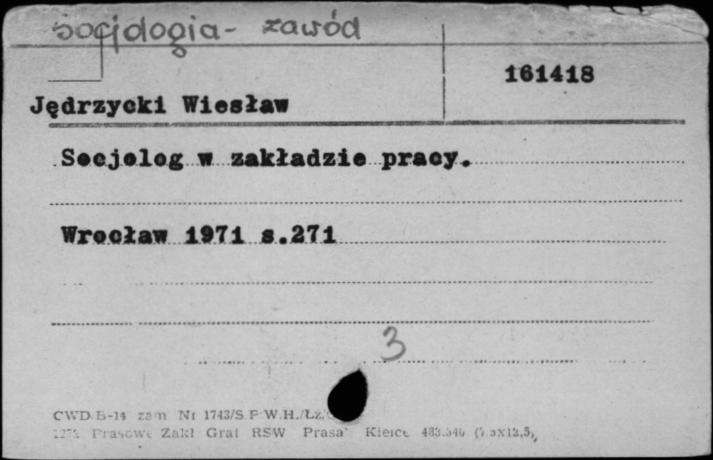 socjologia - zawód
161418
Jędrzycki Wiesław
Socjolog w zakładzie pracy.
Wrocław 1971 s.271
3
CWD B-14 zam Nr 1743/S.P.W.H./Łz.
Prasowe Zakł Graf RSW Prasa Kielce